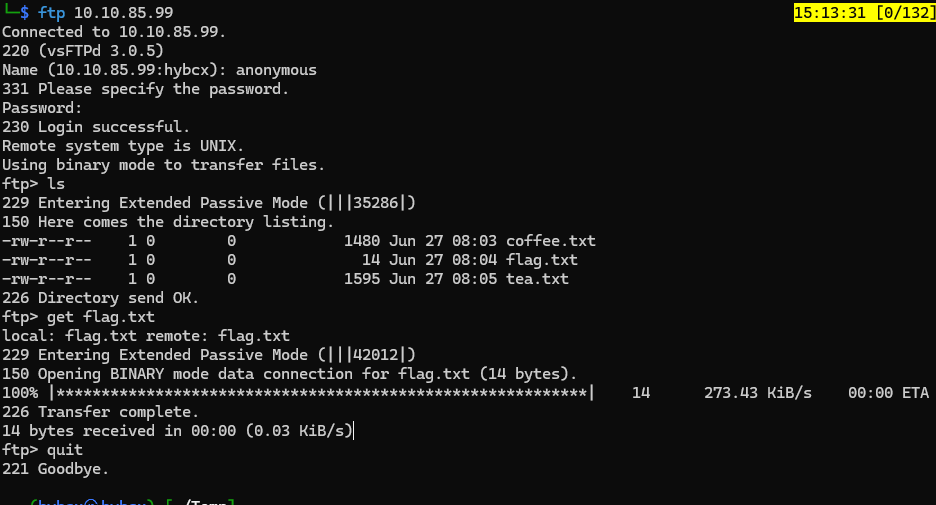 └─$ ftp 10.10.85.99 15:13:31 [0/132]
Connected to 10.10.85.99.
220 (vsFTPd 3.0.5)
Name (10.10.85.99:hybcx): anonymous
331 Please specify the password.
Password:
230 Login successful.
Remote system type is UNIX.
Using binary mode to transfer files.
ftp> ls
229 Entering Extended Passive Mode (|||35286|)
150 Here comes the directory listing.
-rw-r--r--    1 0        0            1480 Jun 27 08:03 coffee.txt
-rw-r--r--    1 0        0              14 Jun 27 08:04 flag.txt
-rw-r--r--    1 0        0            1595 Jun 27 08:05 tea.txt
226 Directory send OK.
ftp> get flag.txt
local: flag.txt remote: flag.txt
229 Entering Extended Passive Mode (|||42012|)
150 Opening BINARY mode data connection for flag.txt (14 bytes).
100% |***********************************************************|    14      273.43 KiB/s    00:00 ETA
226 Transfer complete.
14 bytes received in 00:00 (0.03 KiB/s)
ftp> quit
221 Goodbye.